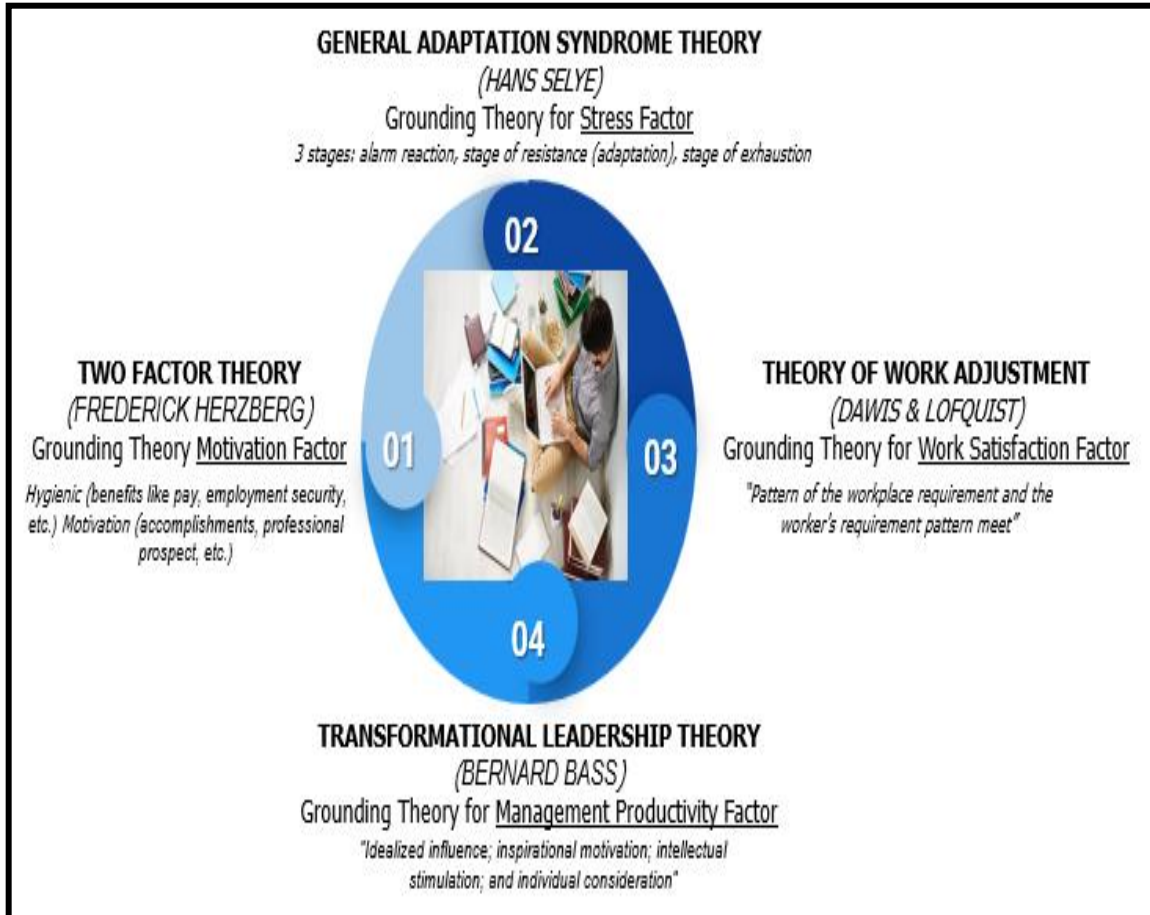 GENERAL ADAPTATION SYNDROME THEORY
(HANS SELYE)
Grounding Theory for Stress Factor
3 stages: alarm reaction, stage of resistance (adaptation), stage of exhaustion
02
TWO FACTOR THEORY
(FREDERICK HERZBERG)
Grounding Theory Motivation Factor
Hygienic (benefits like pay, employment security,
etc.) Motivation (accomplishments, professional
prospect, etc.)
01
03
THEORY OF WORK ADJUSTMENT
(DAWIS & LOFQUIST)
Grounding Theory for Work Satisfaction Factor
"Pattern of the workplace requirement and the
worker's requirement pattern meet"
04
TRANSFORMATIONAL LEADERSHIP THEORY
(BERNARD BASS)
Grounding Theory for Management Productivity Factor
"Idealized influence; inspirational motivation; intellectual
stimulation; and individual consideration"